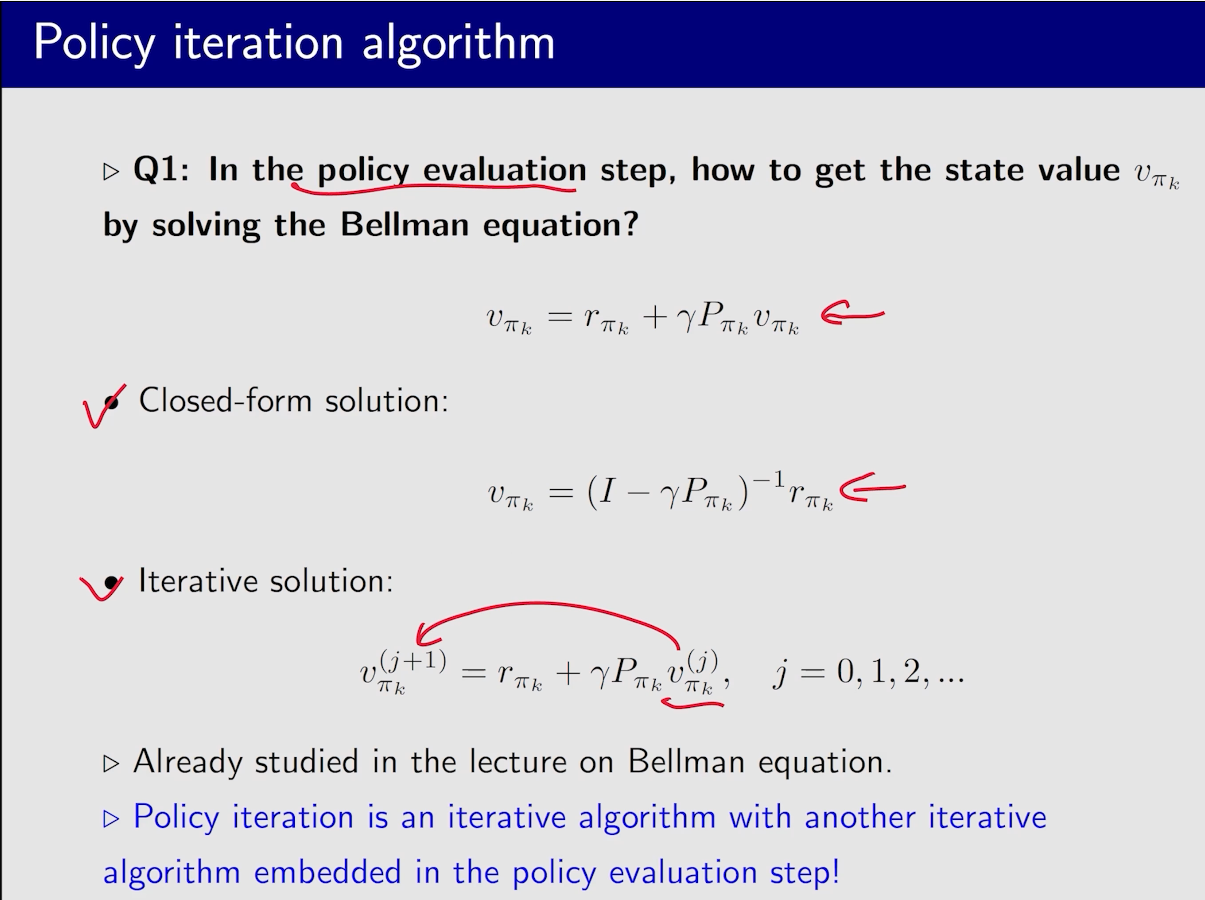 Policy iteration algorithm
▷ Q1: In the policy evaluation step, how to get the state value $v_{\pi_k}$
by solving the Bellman equation?
$v_{\pi_k} = r_{\pi_k} + \gamma P_{\pi_k} v_{\pi_k}$
• Closed-form solution:
$v_{\pi_k} = (I - \gamma P_{\pi_k})^{-1} r_{\pi_k}$
• Iterative solution:
$v_{\pi_k}^{(j+1)} = r_{\pi_k} + \gamma P_{\pi_k} v_{\pi_k}^{(j)}, \quad j = 0, 1, 2, ...$
▷ Already studied in the lecture on Bellman equation.
▷ Policy iteration is an iterative algorithm with another iterative
algorithm embedded in the policy evaluation step!